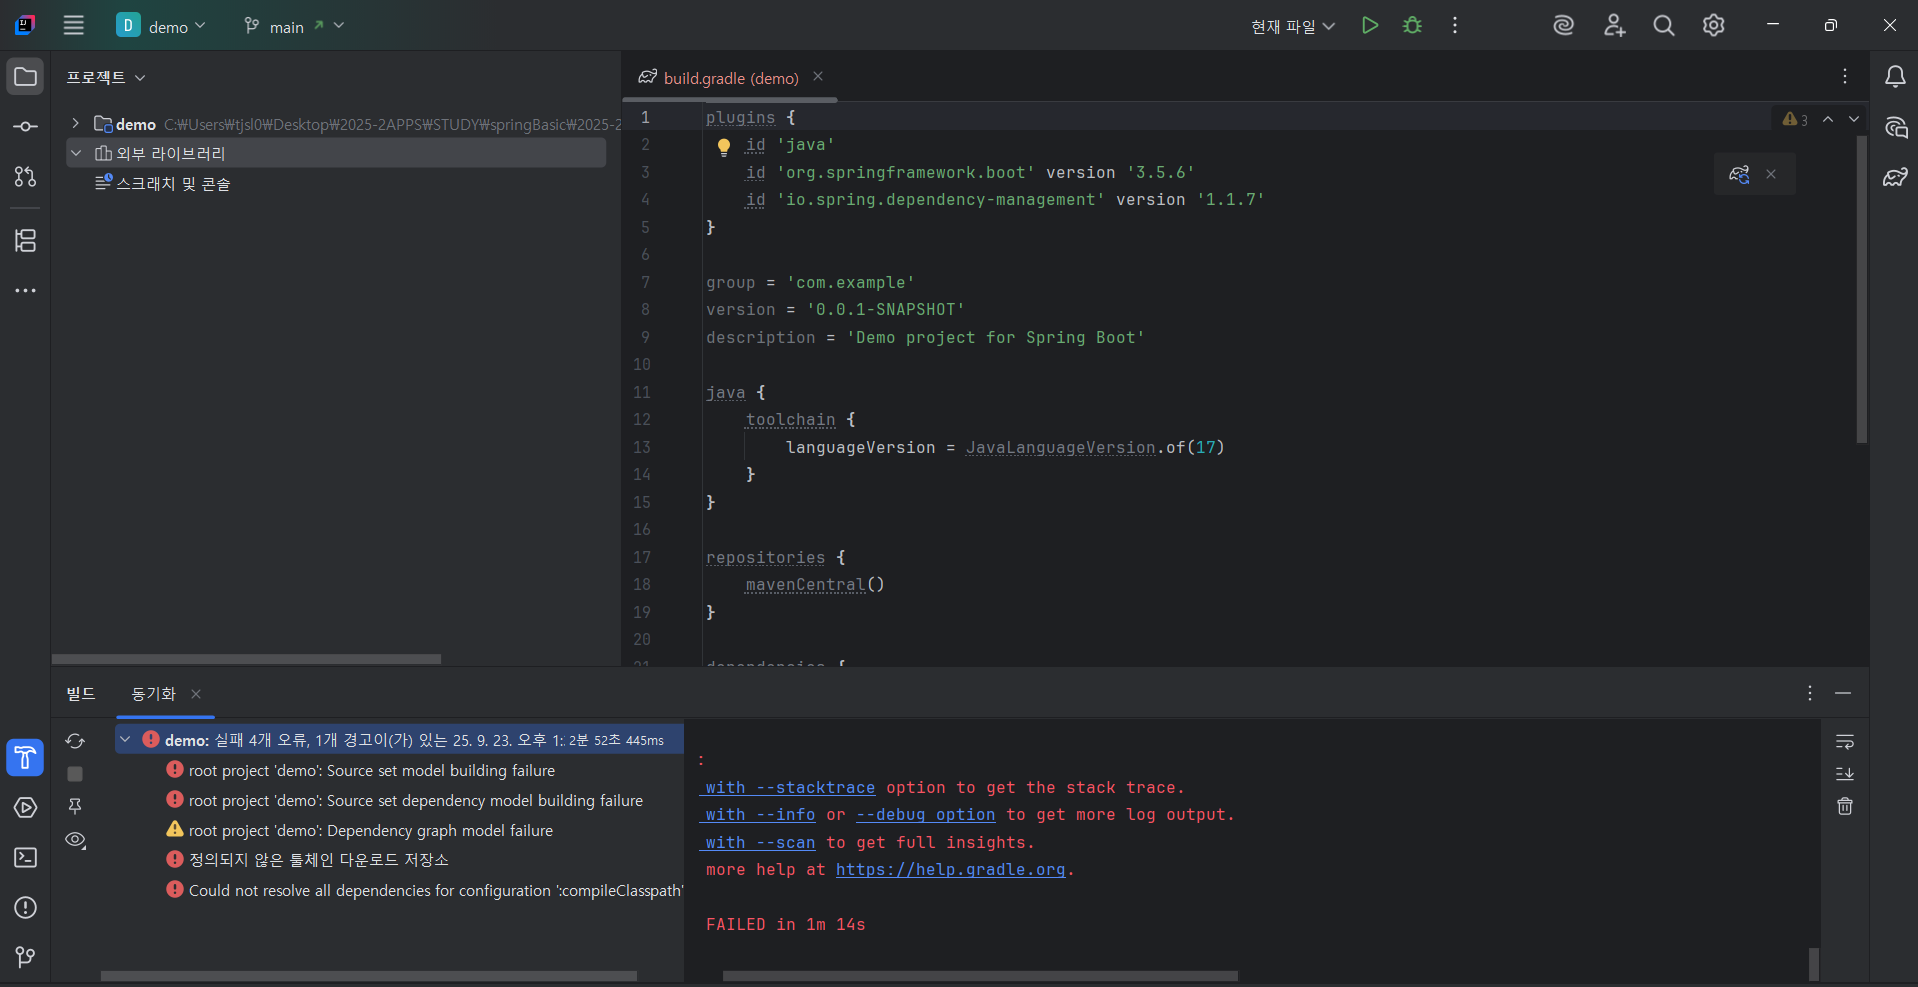 D demo main 현재 파일
프로젝트
build.gradle (demo)
demo C:₩Users₩tjsl0₩Desktop₩2025-2APPS₩STUDY₩springBasic₩2025-2
외부 라이브러리
스크래치 및 콘솔
1 plugins {
3
2 id 'java'
3 id 'org.springframework.boot' version '3.5.6'
4 id 'io.spring.dependency-management' version '1.1.7'
5 }
6
7 group = 'com.example'
8 version = '0.0.1-SNAPSHOT'
9 description = 'Demo project for Spring Boot'
10
11 java {
12 toolchain {
13 languageVersion = JavaLanguageVersion.of(17)
14 }
15 }
16
17 repositories {
18 mavenCentral()
19 }
20
21 dependencies {
빌드 동기화
demo: 실패 4개 오류, 1개 경고이(가) 있는 25. 9. 23. 오후 1:. 2분 52초 445ms
root project 'demo': Source set model building failure
root project 'demo': Source set dependency model building failure
root project 'demo': Dependency graph model failure
정의되지 않은 툴체인 다운로드 저장소
Could not resolve all dependencies for configuration ':compileClasspath'
:
with --stacktrace option to get the stack trace.
with --info or --debug option to get more log output.
with --scan to get full insights.
more help at https://help.gradle.org.
FAILED in 1m 14s